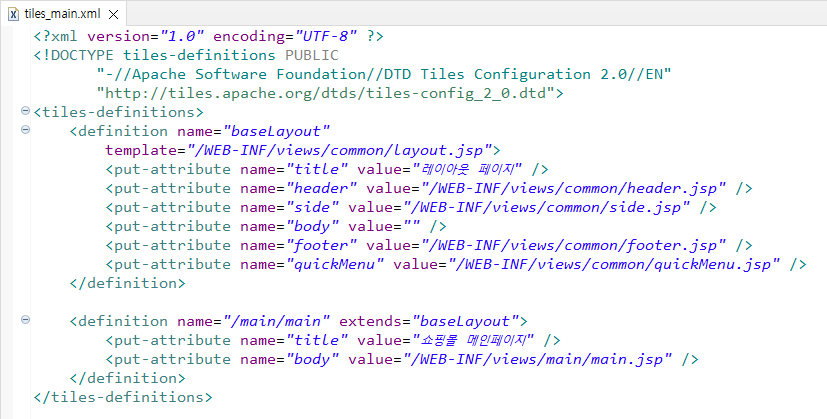 tiles_main.xml
<?xml version="1.0" encoding="UTF-8" ?>
<!DOCTYPE tiles-definitions PUBLIC
       "-//Apache Software Foundation//DTD Tiles Configuration 2.0//EN"
       "http://tiles.apache.org/dtds/tiles-config_2_0.dtd">
<tiles-definitions>
    <definition name="baseLayout"
        template="/WEB-INF/views/common/layout.jsp">
        <put-attribute name="title" value="레이아웃 페이지" />
        <put-attribute name="header" value="/WEB-INF/views/common/header.jsp" />
        <put-attribute name="side" value="/WEB-INF/views/common/side.jsp" />
        <put-attribute name="body" value="" />
        <put-attribute name="footer" value="/WEB-INF/views/common/footer.jsp" />
        <put-attribute name="quickMenu" value="/WEB-INF/views/common/quickMenu.jsp" />
    </definition>

    <definition name="/main/main" extends="baseLayout">
        <put-attribute name="title" value="쇼핑몰 메인페이지" />
        <put-attribute name="body" value="/WEB-INF/views/main/main.jsp" />
    </definition>
</tiles-definitions>